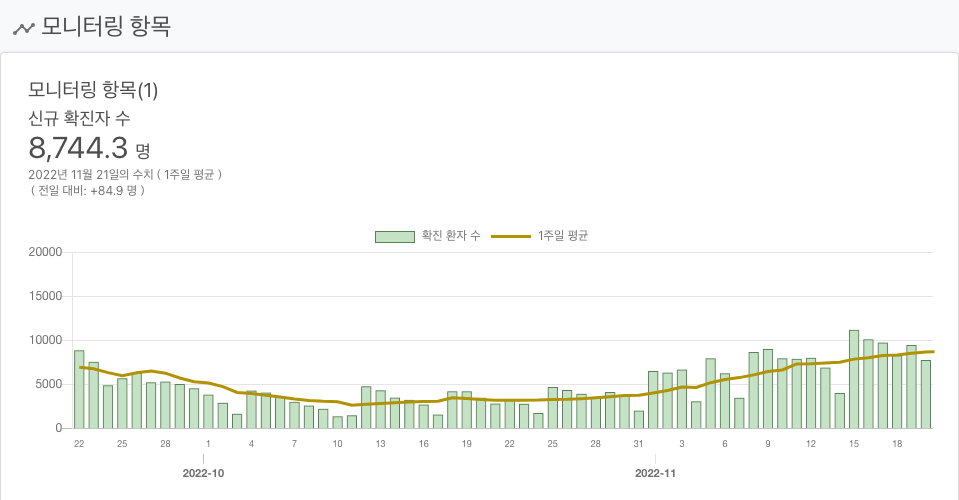 모니터링 항목
모니터링 항목(1)
신규 확진자 수
8,744.3 명
2022년 11월 21일의 수치 ( 1주일 평균 )
( 전일 대비: +84.9 명 )
확진 환자 수 1주일 평균
20000
15000
10000
5000
0
22 25 28 1 4 7 10 13 16 19 22 25 28 31 3 6 9 12 15 18
2022-10 2022-11